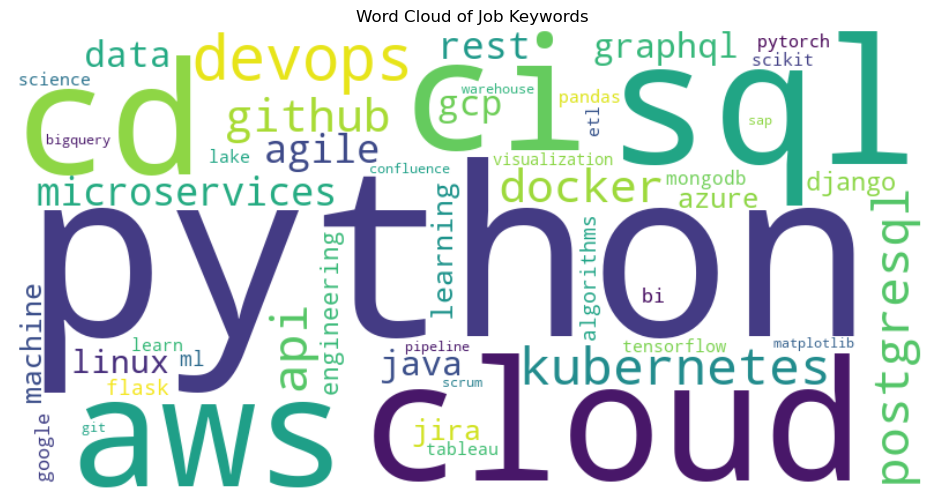 Word Cloud of Job Keywords
data
devops
rest
graphql
pytorch
scikit
science
cd
ci
sql
warehouse
gcp
pandas
etl
sap
bigquery
github
lake
agile
confluence
visualization
microservices
docker
mongodb
azure
django
python
learning
engineering
algorithms
postgresql
machine
bi
api
learn
linux
ml
flask
pipeline
java
scrum
kubernetes
tensorflow
matplotlib
aws
cloud
google
git
jira
tableau